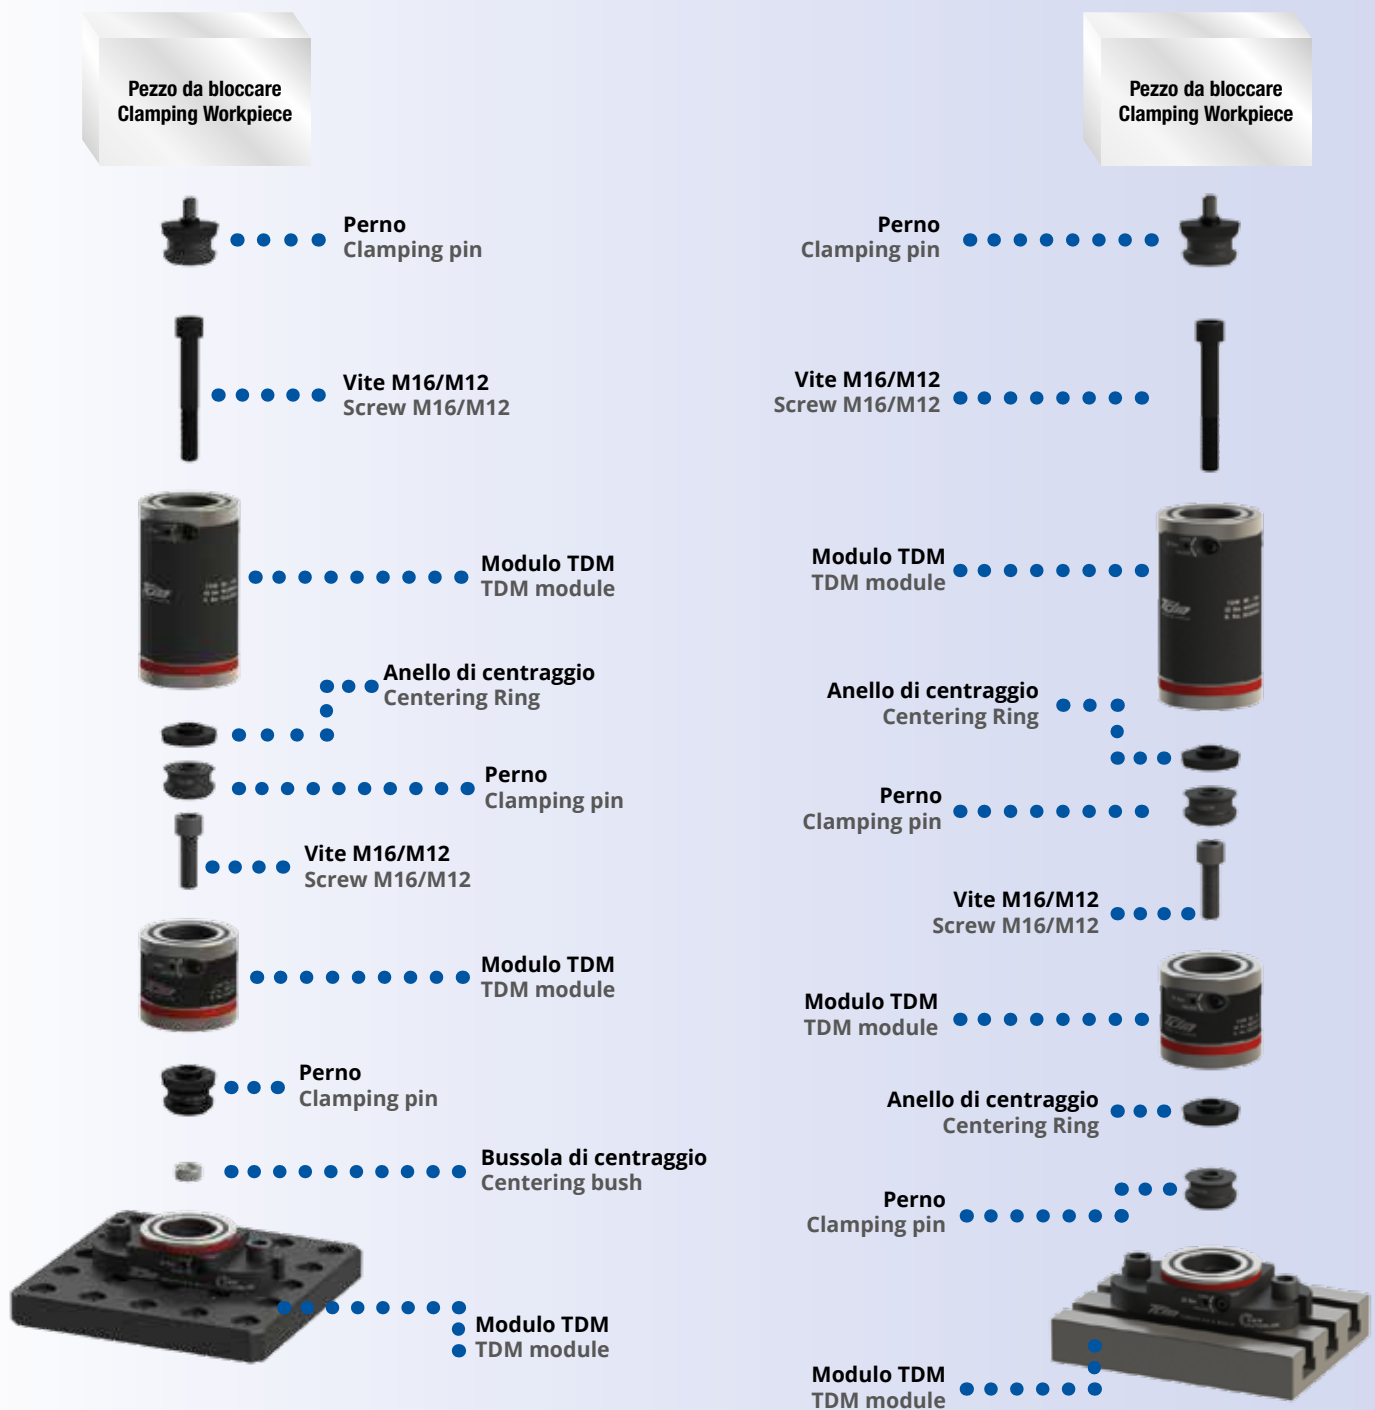 Pezzo da bloccare
Clamping Workpiece
Perno
Clamping pin
Vite M16/M12
Screw M16/M12
Modulo TDM
TDM module
Anello di centraggio
Centering Ring
Perno
Clamping pin
Vite M16/M12
Screw M16/M12
Modulo TDM
TDM module
Perno
Clamping pin
Bussola di centraggio
Centering bush
Modulo TDM
TDM module
Pezzo da bloccare
Clamping Workpiece
Perno
Clamping pin
Vite M16/M12
Screw M16/M12
Modulo TDM
TDM module
Anello di centraggio
Centering Ring
Perno
Clamping pin
Vite M16/M12
Screw M16/M12
Modulo TDM
TDM module
Anello di centraggio
Centering Ring
Perno
Clamping pin
Modulo TDM
TDM module